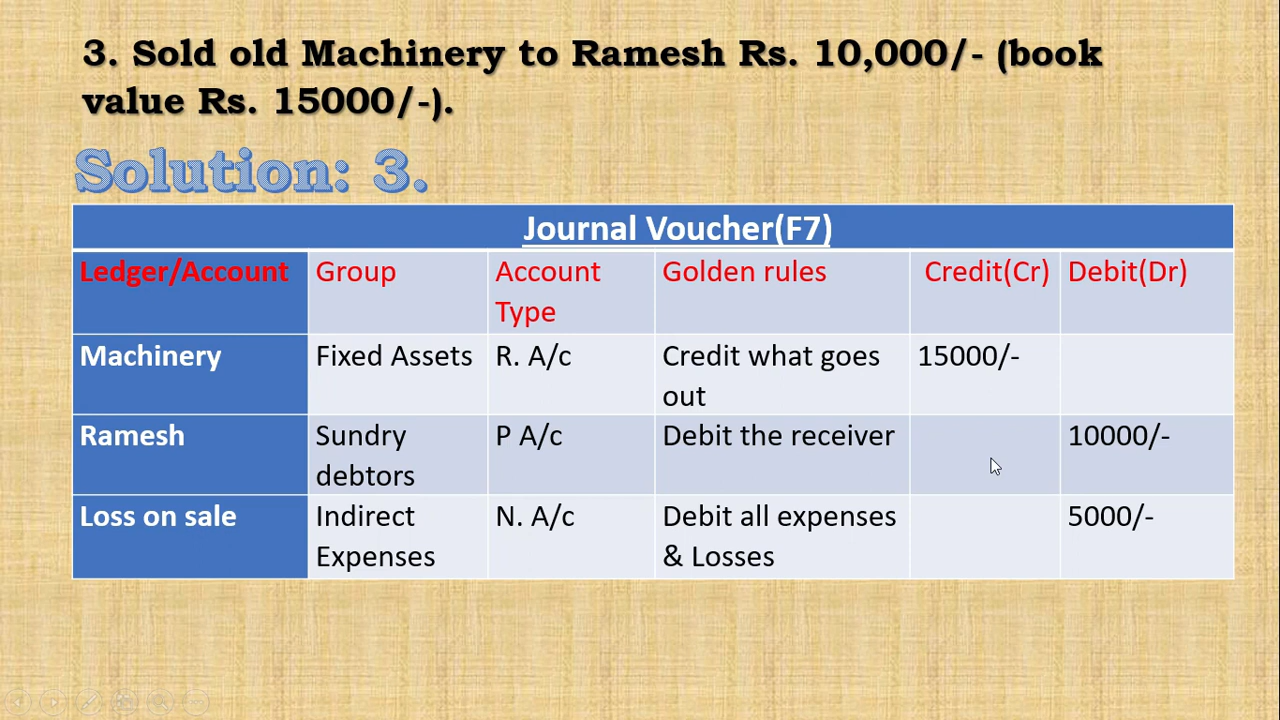 3. Sold old Machinery to Ramesh Rs. 10,000/- (book
value Rs. 15000/-).
Solution: 3.
Journal Voucher(F7)
Ledger/Account Group Account Type Golden rules Credit(Cr) Debit(Dr)
Machinery Fixed Assets R. A/c Credit what goes out 15000/-
Ramesh Sundry debtors P A/c Debit the receiver 10000/-
Loss on sale Indirect Expenses N. A/c Debit all expenses & Losses 5000/-